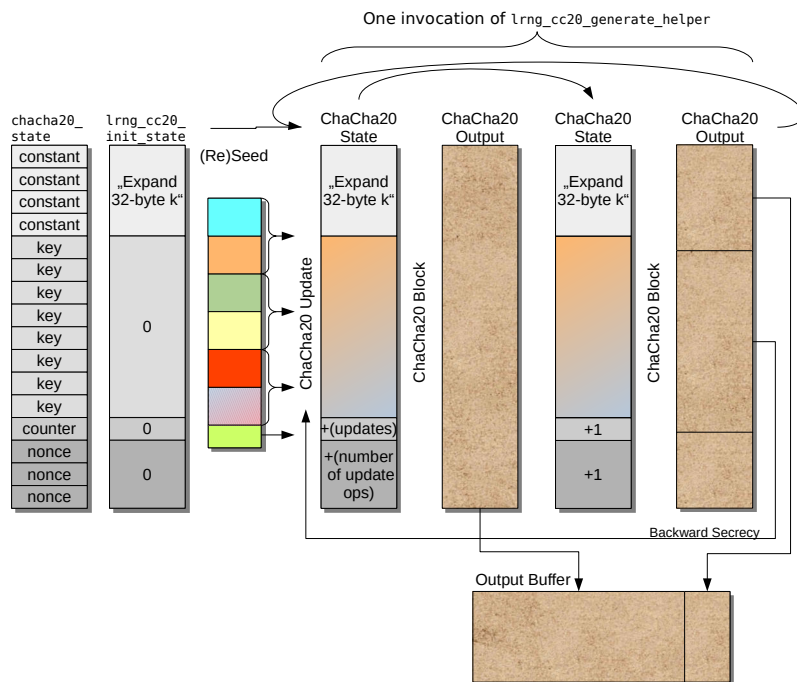 One invocation of lrng_cc20_generate_helper
chacha20_
state
lrng_cc20_
init_state
(Re)Seed
ChaCha20
State
ChaCha20
Output
ChaCha20
State
ChaCha20
Output
constant
constant
constant
constant
key
key
key
key
key
key
key
key
counter
nonce
nonce
nonce
„Expand
32-byte k“
0
0
0
ChaCha20 Update
„Expand
32-byte k“
+(updates)
+(number
of update
ops)
ChaCha20 Block
„Expand
32-byte k“
+1
+1
ChaCha20 Block
Backward Secrecy
Output Buffer